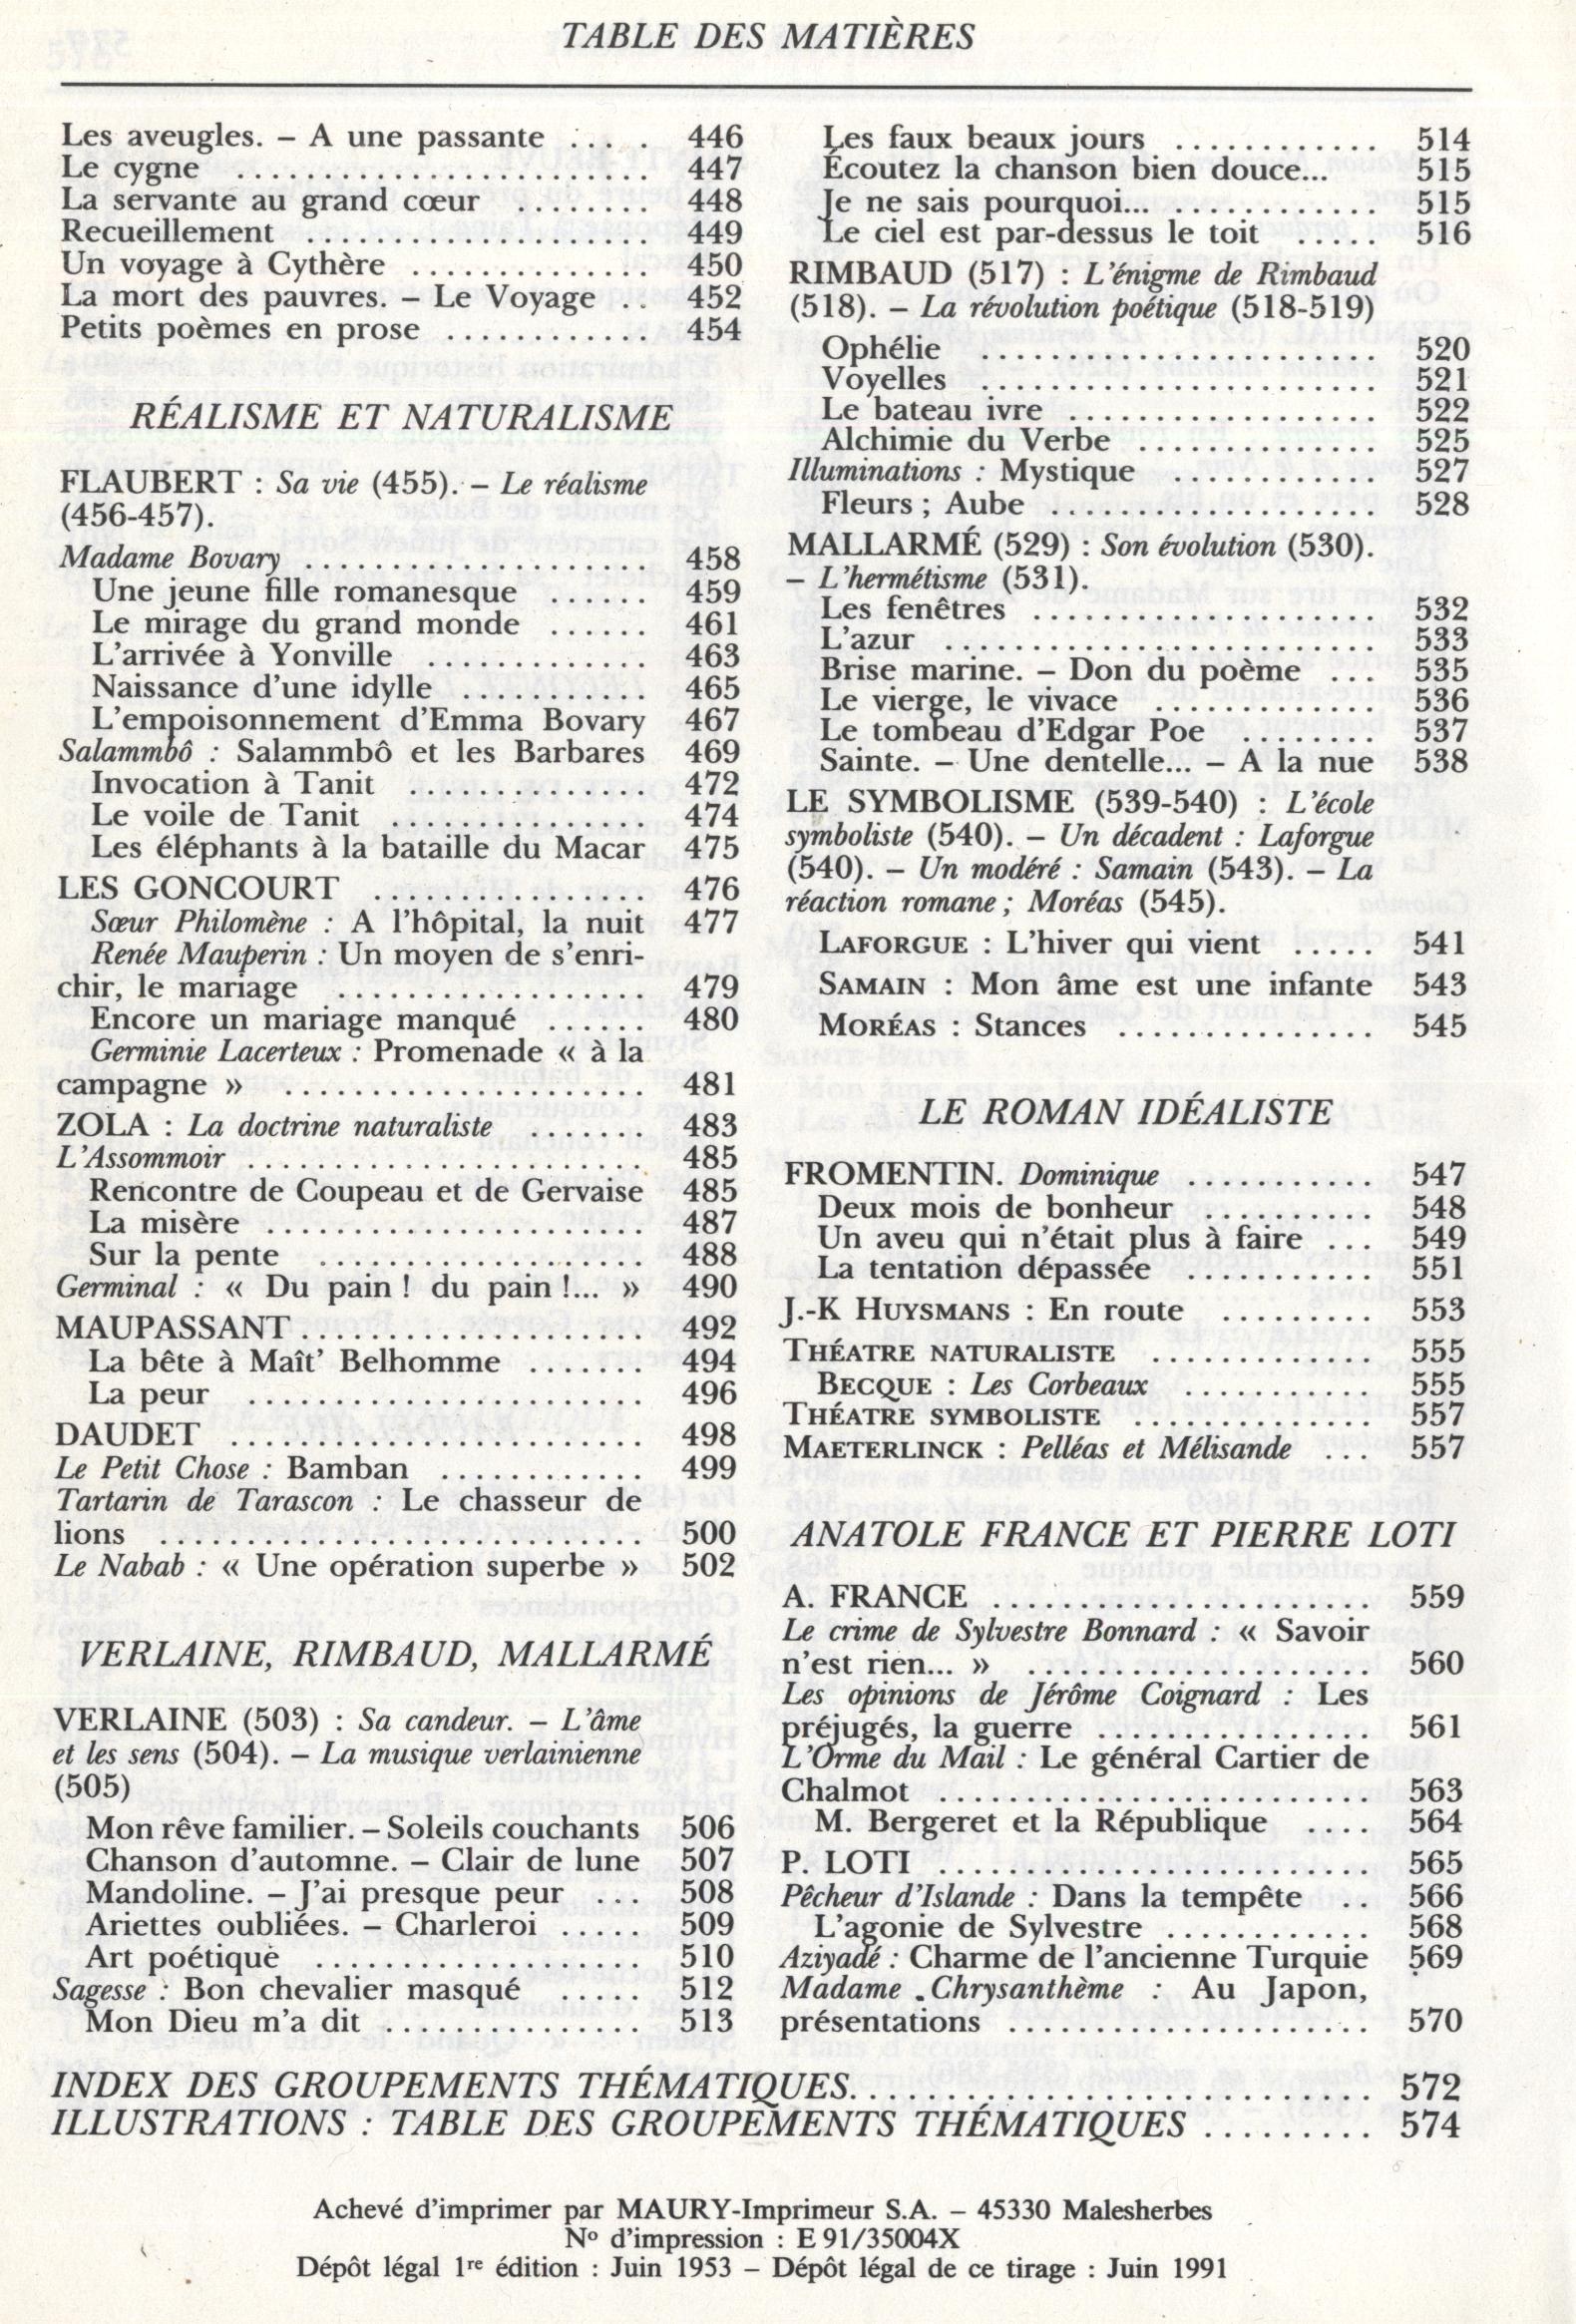 TABLE DES MATIÈRES
Les aveugles. – A une passante . . . . 446
Le cygne ........................ 447
La servante au grand cœur ........ 448
Recueillement .................... 449
Un voyage à Cythère .............. 450
La mort des pauvres. – Le Voyage .. 452
Petits poèmes en prose ............ 454
RÉALISME ET NATURALISME
FLAUBERT : Sa vie (455). – Le réalisme
(456-457).
Madame Bovary .................... 458
Une jeune fille romanesque ...... 459
Le mirage du grand monde ...... 461
L'arrivée à Yonville ............. 463
Naissance d'une idylle ........... 465
L'empoisonnement d'Emma Bovary 467
Salammbô : Salammbô et les Barbares 469
Invocation à Tanit .............. 472
Le voile de Tanit ............... 474
Les éléphants à la bataille du Macar 475
LES GONCOURT ................ 476
Sœur Philomène : A l'hôpital, la nuit 477
Renée Mauperin : Un moyen de s'enri-
chir, le mariage .................. 479
Encore un mariage manqué ...... 480
Germinie Lacerteux : Promenade « à la
campagne » ..................... 481
ZOLA : La doctrine naturaliste ....... 483
L'Assommoir ....................... 485
Rencontre de Coupeau et de Gervaise 485
La misère ...................... 487
Sur la pente ................... 488
Germinal : « Du pain ! du pain !... » 490
MAUPASSANT .................... 492
La bête à Maît' Belhomme ....... 494
La peur ....................... 496
DAUDET ........................ 498
Le Petit Chose : Bamban ............ 499
Tartarin de Tarascon : Le chasseur de
lions ............................ 500
Le Nabab : « Une opération superbe » 502
VERLAINE, RIMBAUD, MALLARMÉ
VERLAINE (503) : Sa candeur. – L'âme
et les sens (504). – La musique verlainienne
(505)
Mon rêve familier. – Soleils couchants 506
Chanson d'automne. – Clair de lune 507
Mandoline. – J'ai presque peur ... 508
Ariettes oubliées. – Charleroi ..... 509
Art poétique ................... 510
Sagesse : Bon chevalier masqué ..... 512
Mon Dieu m'a dit ............... 513
Les faux beaux jours ............ 514
Écoutez la chanson bien douce... 515
Je ne sais pourquoi... ............ 515
Le ciel est par-dessus le toit ..... 516
RIMBAUD (517) : L'énigme de Rimbaud
(518). – La révolution poétique (518-519)
Ophélie ....................... 520
Voyelles ....................... 521
Le bateau ivre .................. 522
Alchimie du Verbe .............. 525
Illuminations : Mystique ............ 527
Fleurs ; Aube ................... 528
MALLARMÉ (529) : Son évolution (530).
– L'hermétisme (531).
Les fenêtres .................... 532
L'azur ......................... 533
Brise marine. – Don du poème ... 535
Le vierge, le vivace ............. 536
Le tombeau d'Edgar Poe ........ 537
Sainte. – Une dentelle... – A la nue 538
LE SYMBOLISME (539-540) : L'école
symboliste (540). – Un décadent : Laforgue
(540). – Un modéré : Samain (543). – La
réaction romane ; Moréas (545).
LAFORGUE : L'hiver qui vient ..... 541
SAMAIN : Mon âme est une infante 543
MORÉAS : Stances ............... 545
LE ROMAN IDÉALISTE
FROMENTIN. Dominique ........... 547
Deux mois de bonheur .......... 548
Un aveu qui n'était plus à faire ... 549
La tentation dépassée ........... 551
J.-K HUYSMANS : En route ......... 553
THÉATRE NATURALISTE ............. 555
BECQUE : Les Corbeaux ........... 555
THÉATRE SYMBOLISTE .............. 557
MAETERLINCK : Pelléas et Mélisande ... 557
ANATOLE FRANCE ET PIERRE LOTI
A. FRANCE ...................... 559
Le crime de Sylvestre Bonnard : « Savoir
n'est rien... » .................... 560
Les opinions de Jérôme Coignard : Les
préjugés, la guerre ................ 561
L'Orme du Mail : Le général Cartier de
Chalmot ......................... 563
M. Bergeret et la République .... 564
P. LOTI ......................... 565
Pêcheur d'Islande : Dans la tempête .. 566
L'agonie de Sylvestre ............ 568
Aziyadé : Charme de l'ancienne Turquie 569
Madame Chrysanthème : Au Japon,
présentations ..................... 570
INDEX DES GROUPEMENTS THÉMATIQUES............................. 572
ILLUSTRATIONS : TABLE DES GROUPEMENTS THÉMATIQUES ......... 574
Achevé d'imprimer par MAURY-Imprimeur S.A. – 45330 Malesherbes
Nº d'impression : E 91/35004X
Dépôt légal 1re édition : Juin 1953 – Dépôt légal de ce tirage : Juin 1991